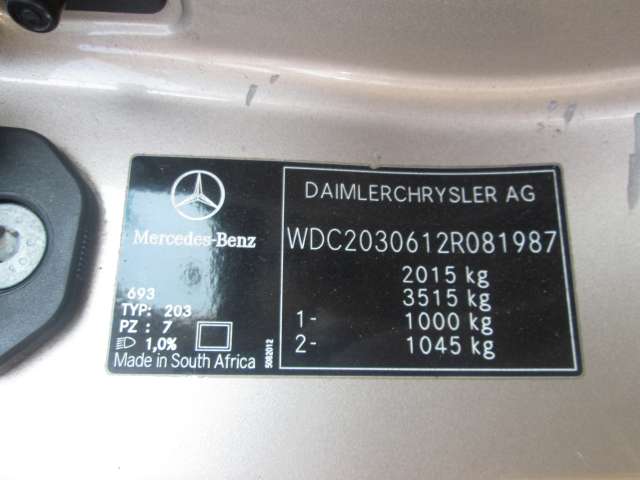 Mercedes-Benz
693
TYP: 203
PZ : 7
1,0%
Made in South Africa
5082012
DAIMLERCHRYSLER AG
WDC2030612R081987
2015 kg
3515 kg
1- 1000 kg
2- 1045 kg